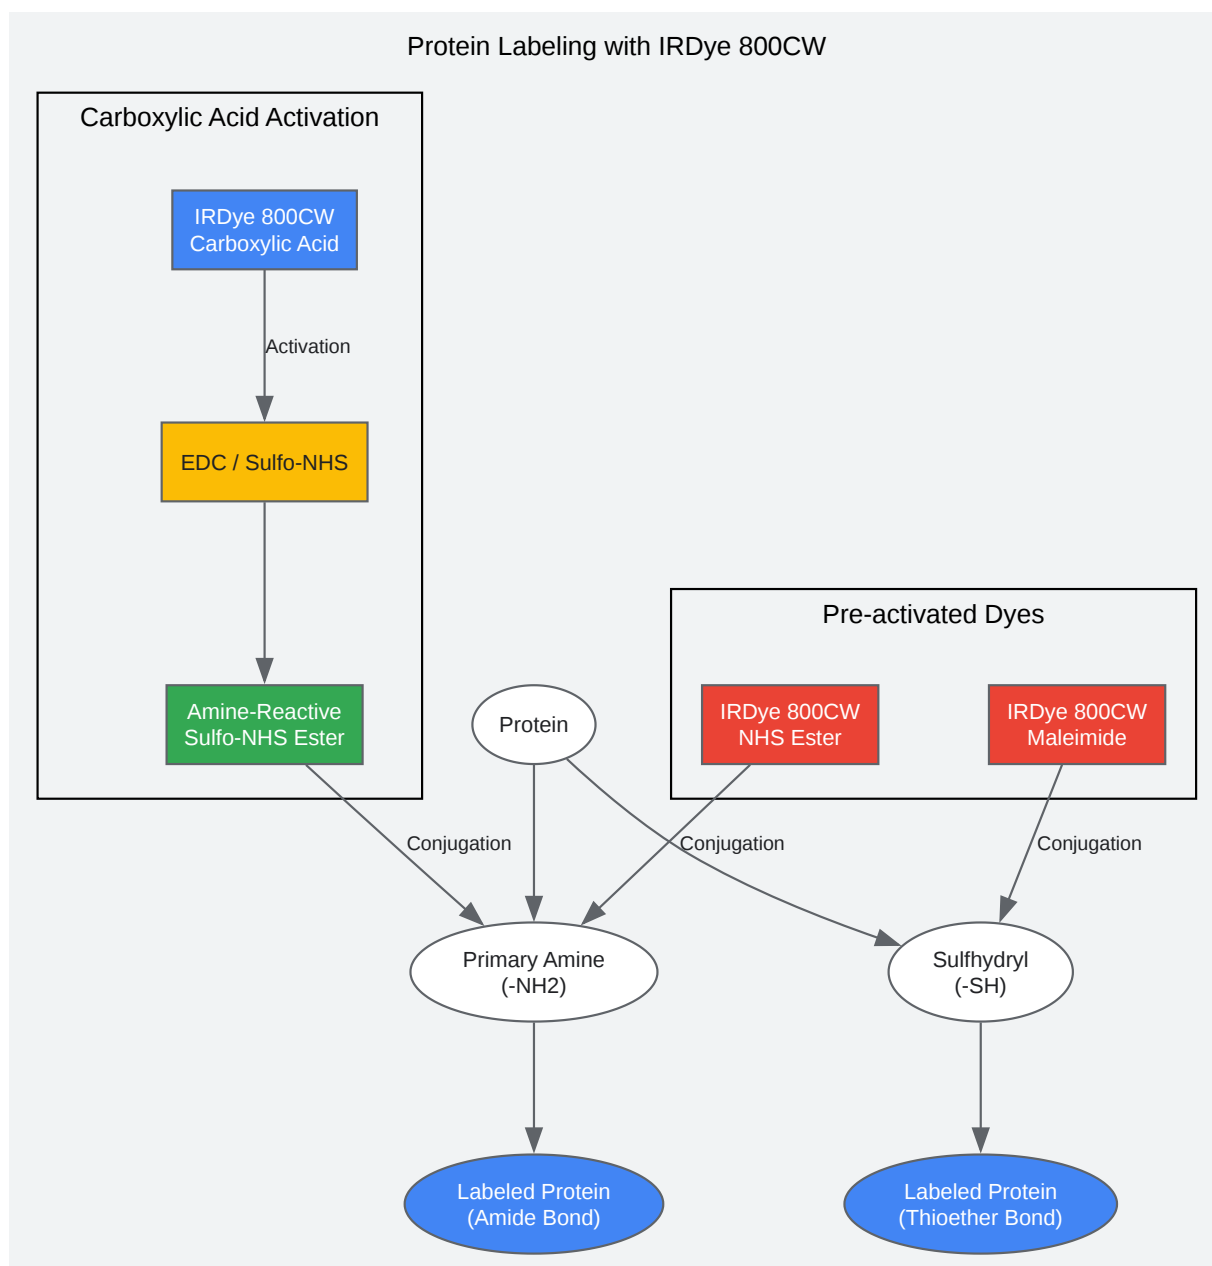 Protein Labeling with IRDye 800CW
Carboxylic Acid Activation
IRDye 800CW
Carboxylic Acid
Activation
EDC / Sulfo-NHS
Pre-activated Dyes
Amine-Reactive
Sulfo-NHS Ester
Protein
IRDye 800CW
NHS Ester
IRDye 800CW
Maleimide
Conjugation
Conjugation
Conjugation
Primary Amine
(-NH2)
Sulfhydryl
(-SH)
Labeled Protein
(Amide Bond)
Labeled Protein
(Thioether Bond)